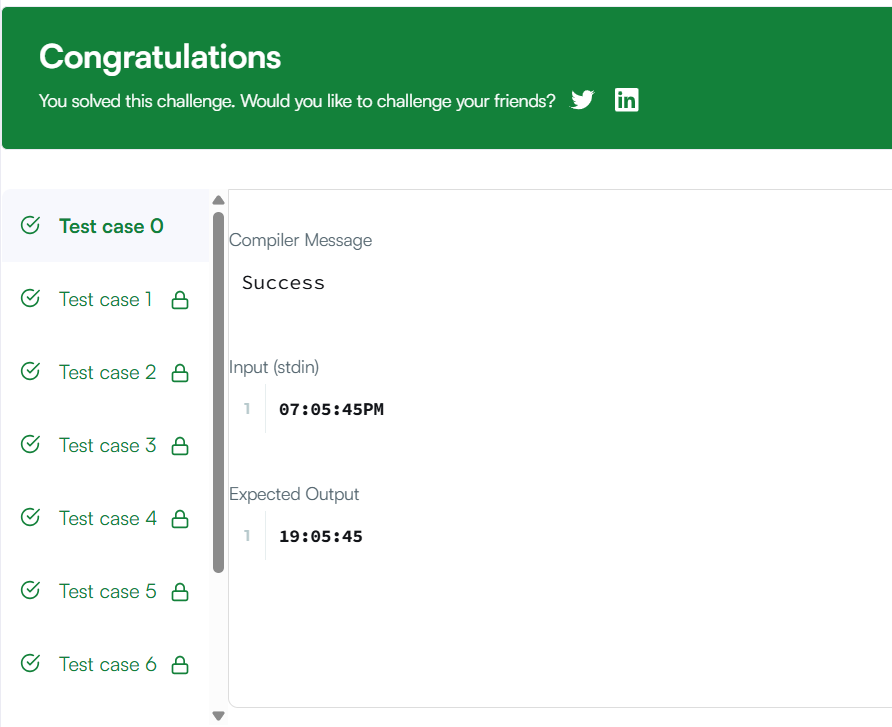 Congratulations
You solved this challenge. Would you like to challenge your friends?
Test case 0
Test case 1
Test case 2
Test case 3
Test case 4
Test case 5
Test case 6
Compiler Message
Success
Input (stdin)
1 07:05:45PM
Expected Output
1 19:05:45